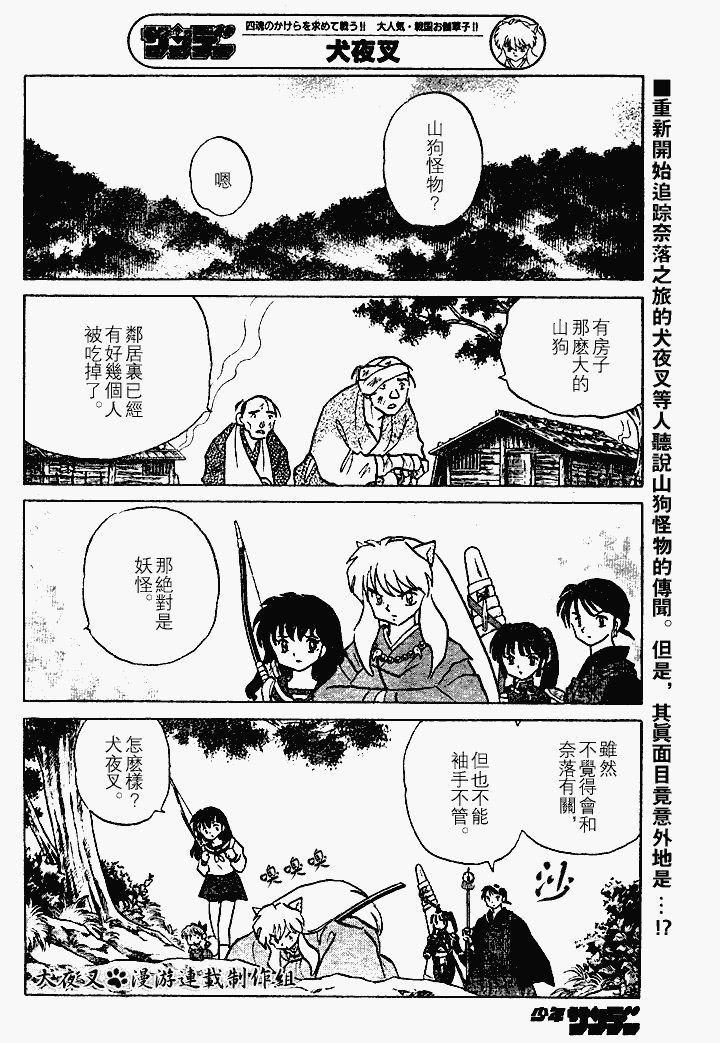 サンデー
四魂のかけらを求めて戦う!! 大人気・戦国お伽草子!!
犬夜叉
■重新開始追踪奈落之旅的犬夜叉等人聽說山狗怪物的傳聞。但是，其真面目竟意外地是…!?
山狗怪物？
嗯
有房子
那麼大的
山狗
鄰居裏已經
有好幾個人
被吃掉了。
那絕對是
妖怪。
雖然
不覺得會和
奈落有關，
但也不能
袖手不管。
怎麽樣？
犬夜叉。
嗅嗅嗅
沙
犬夜叉 漫游連載制作組
少年サンデー